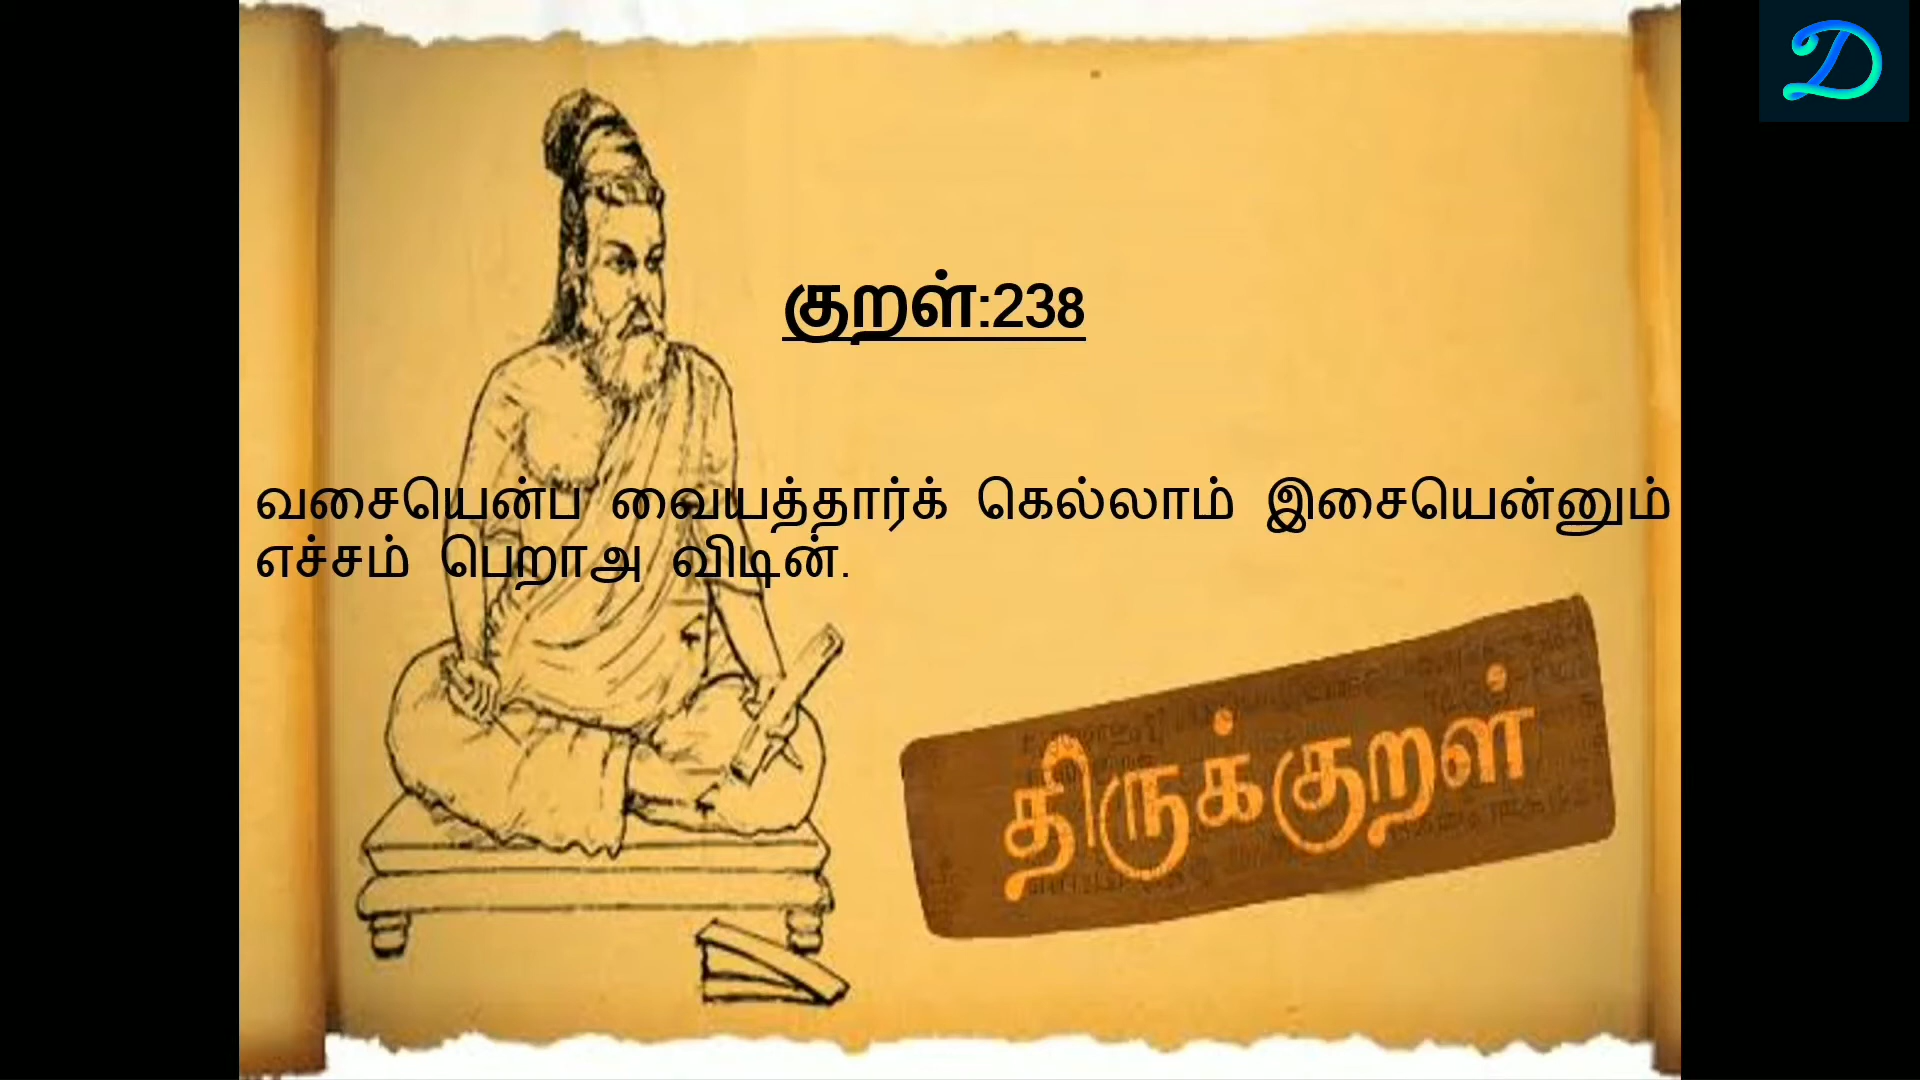 குறள்:238
வசையென்ப வையத்தார்க் கெல்லாம் இசையென்னும்
எச்சம் பெறாஅ விடின்.
திருக்குறள்
D